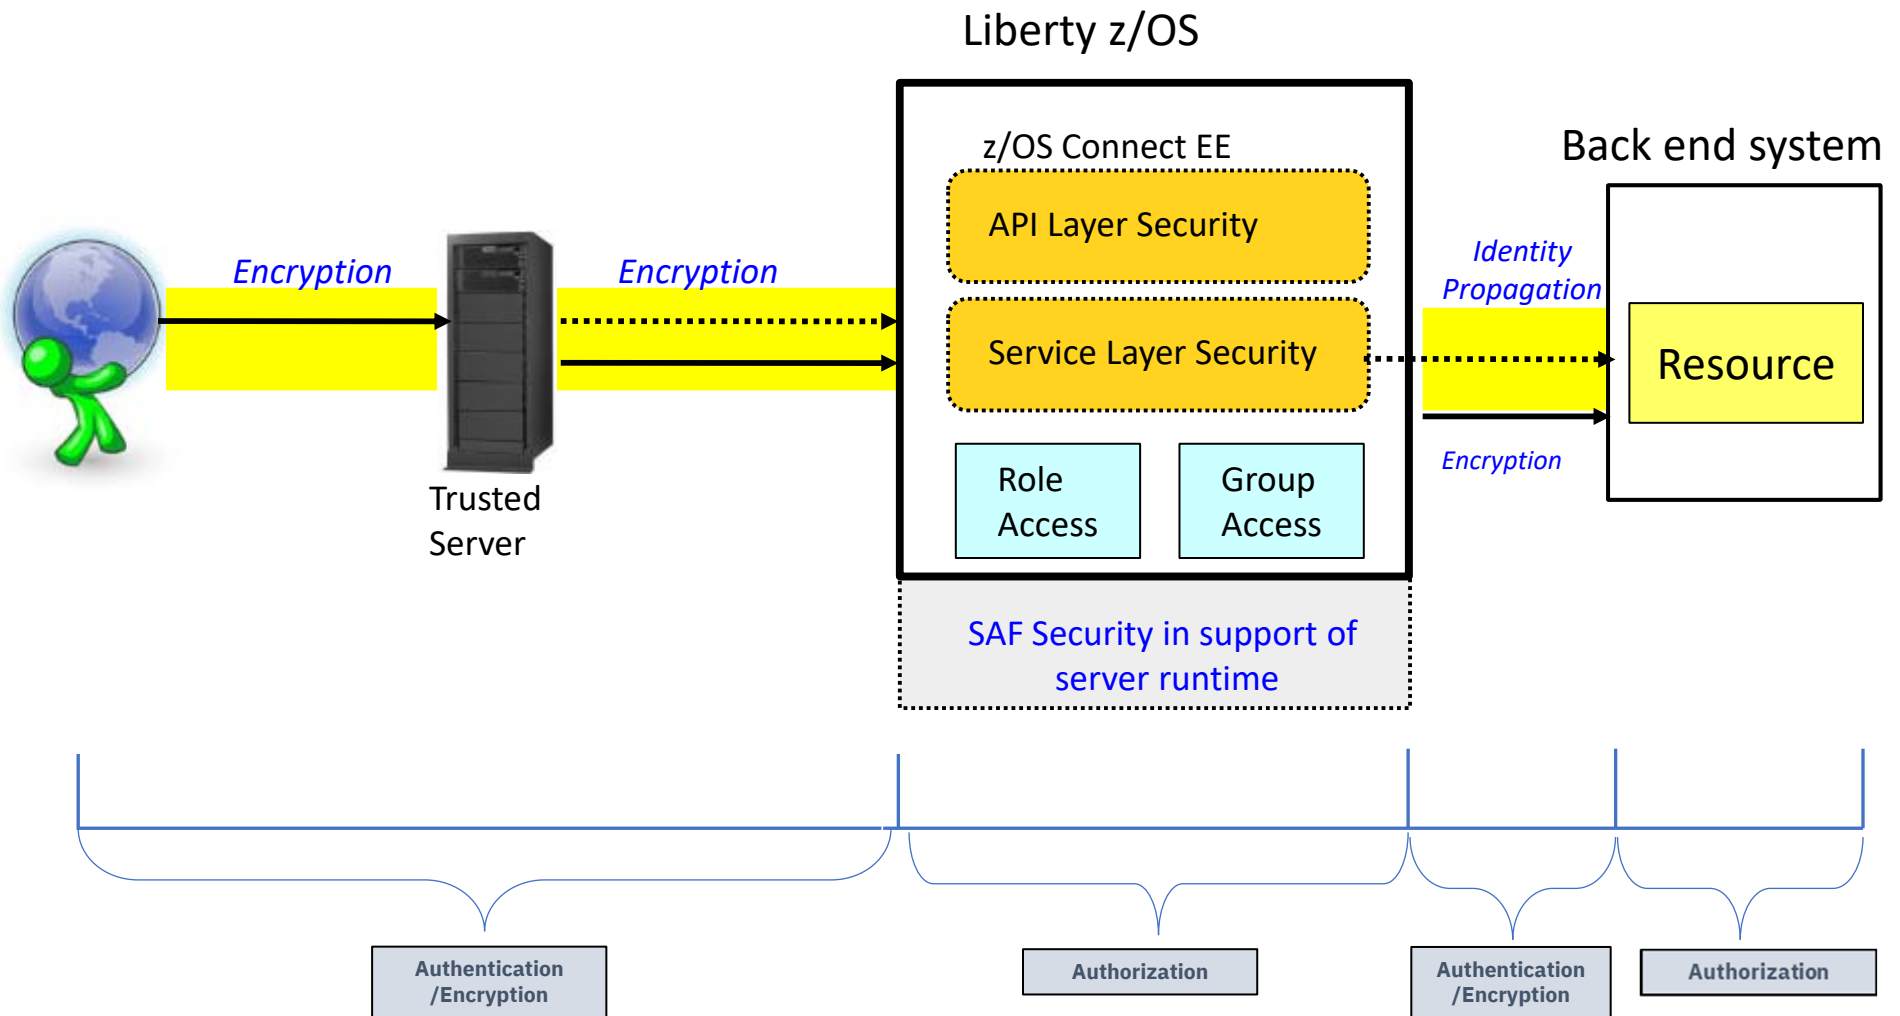 Liberty z/OS
z/OS Connect EE
Back end system
API Layer Security
Encryption
Encryption
Identity
Propagation
Service Layer Security
Resource
Encryption
Role
Access
Group
Access
Trusted
Server
SAF Security in support of
server runtime
Authentication
/Encryption
Authorization
Authentication
/Encryption
Authorization